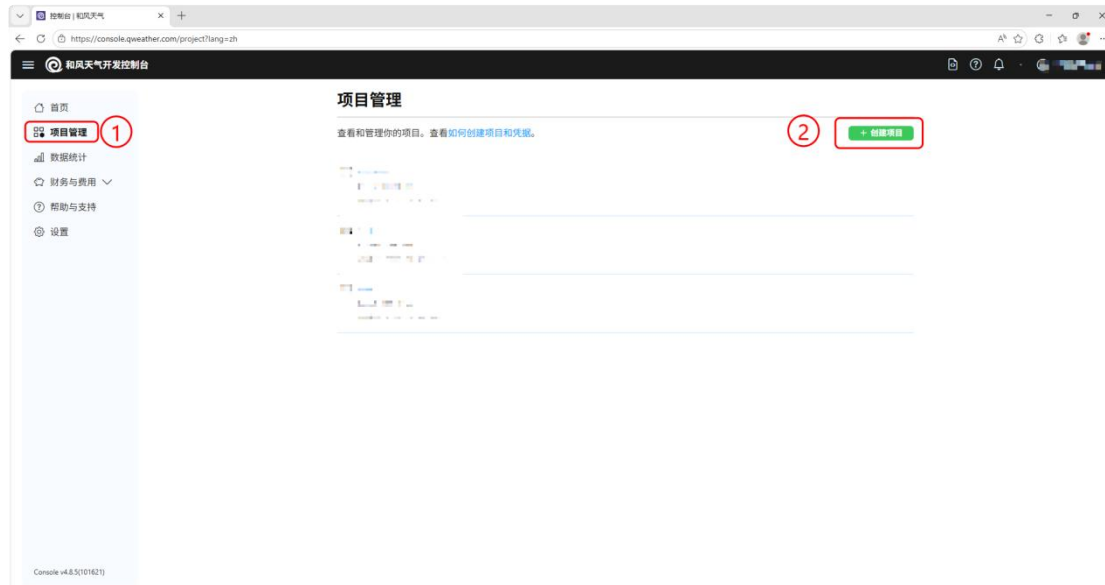 控制台 | 和风天气
https://console.qweather.com/project?lang=zh
和风天气开发控制台
首页
项目管理
1
数据统计
财务与费用
帮助与支持
设置
项目管理
查看和管理你的项目。查看如何创建项目和凭据。
2
+ 创建项目
Console v4.8.5(101621)